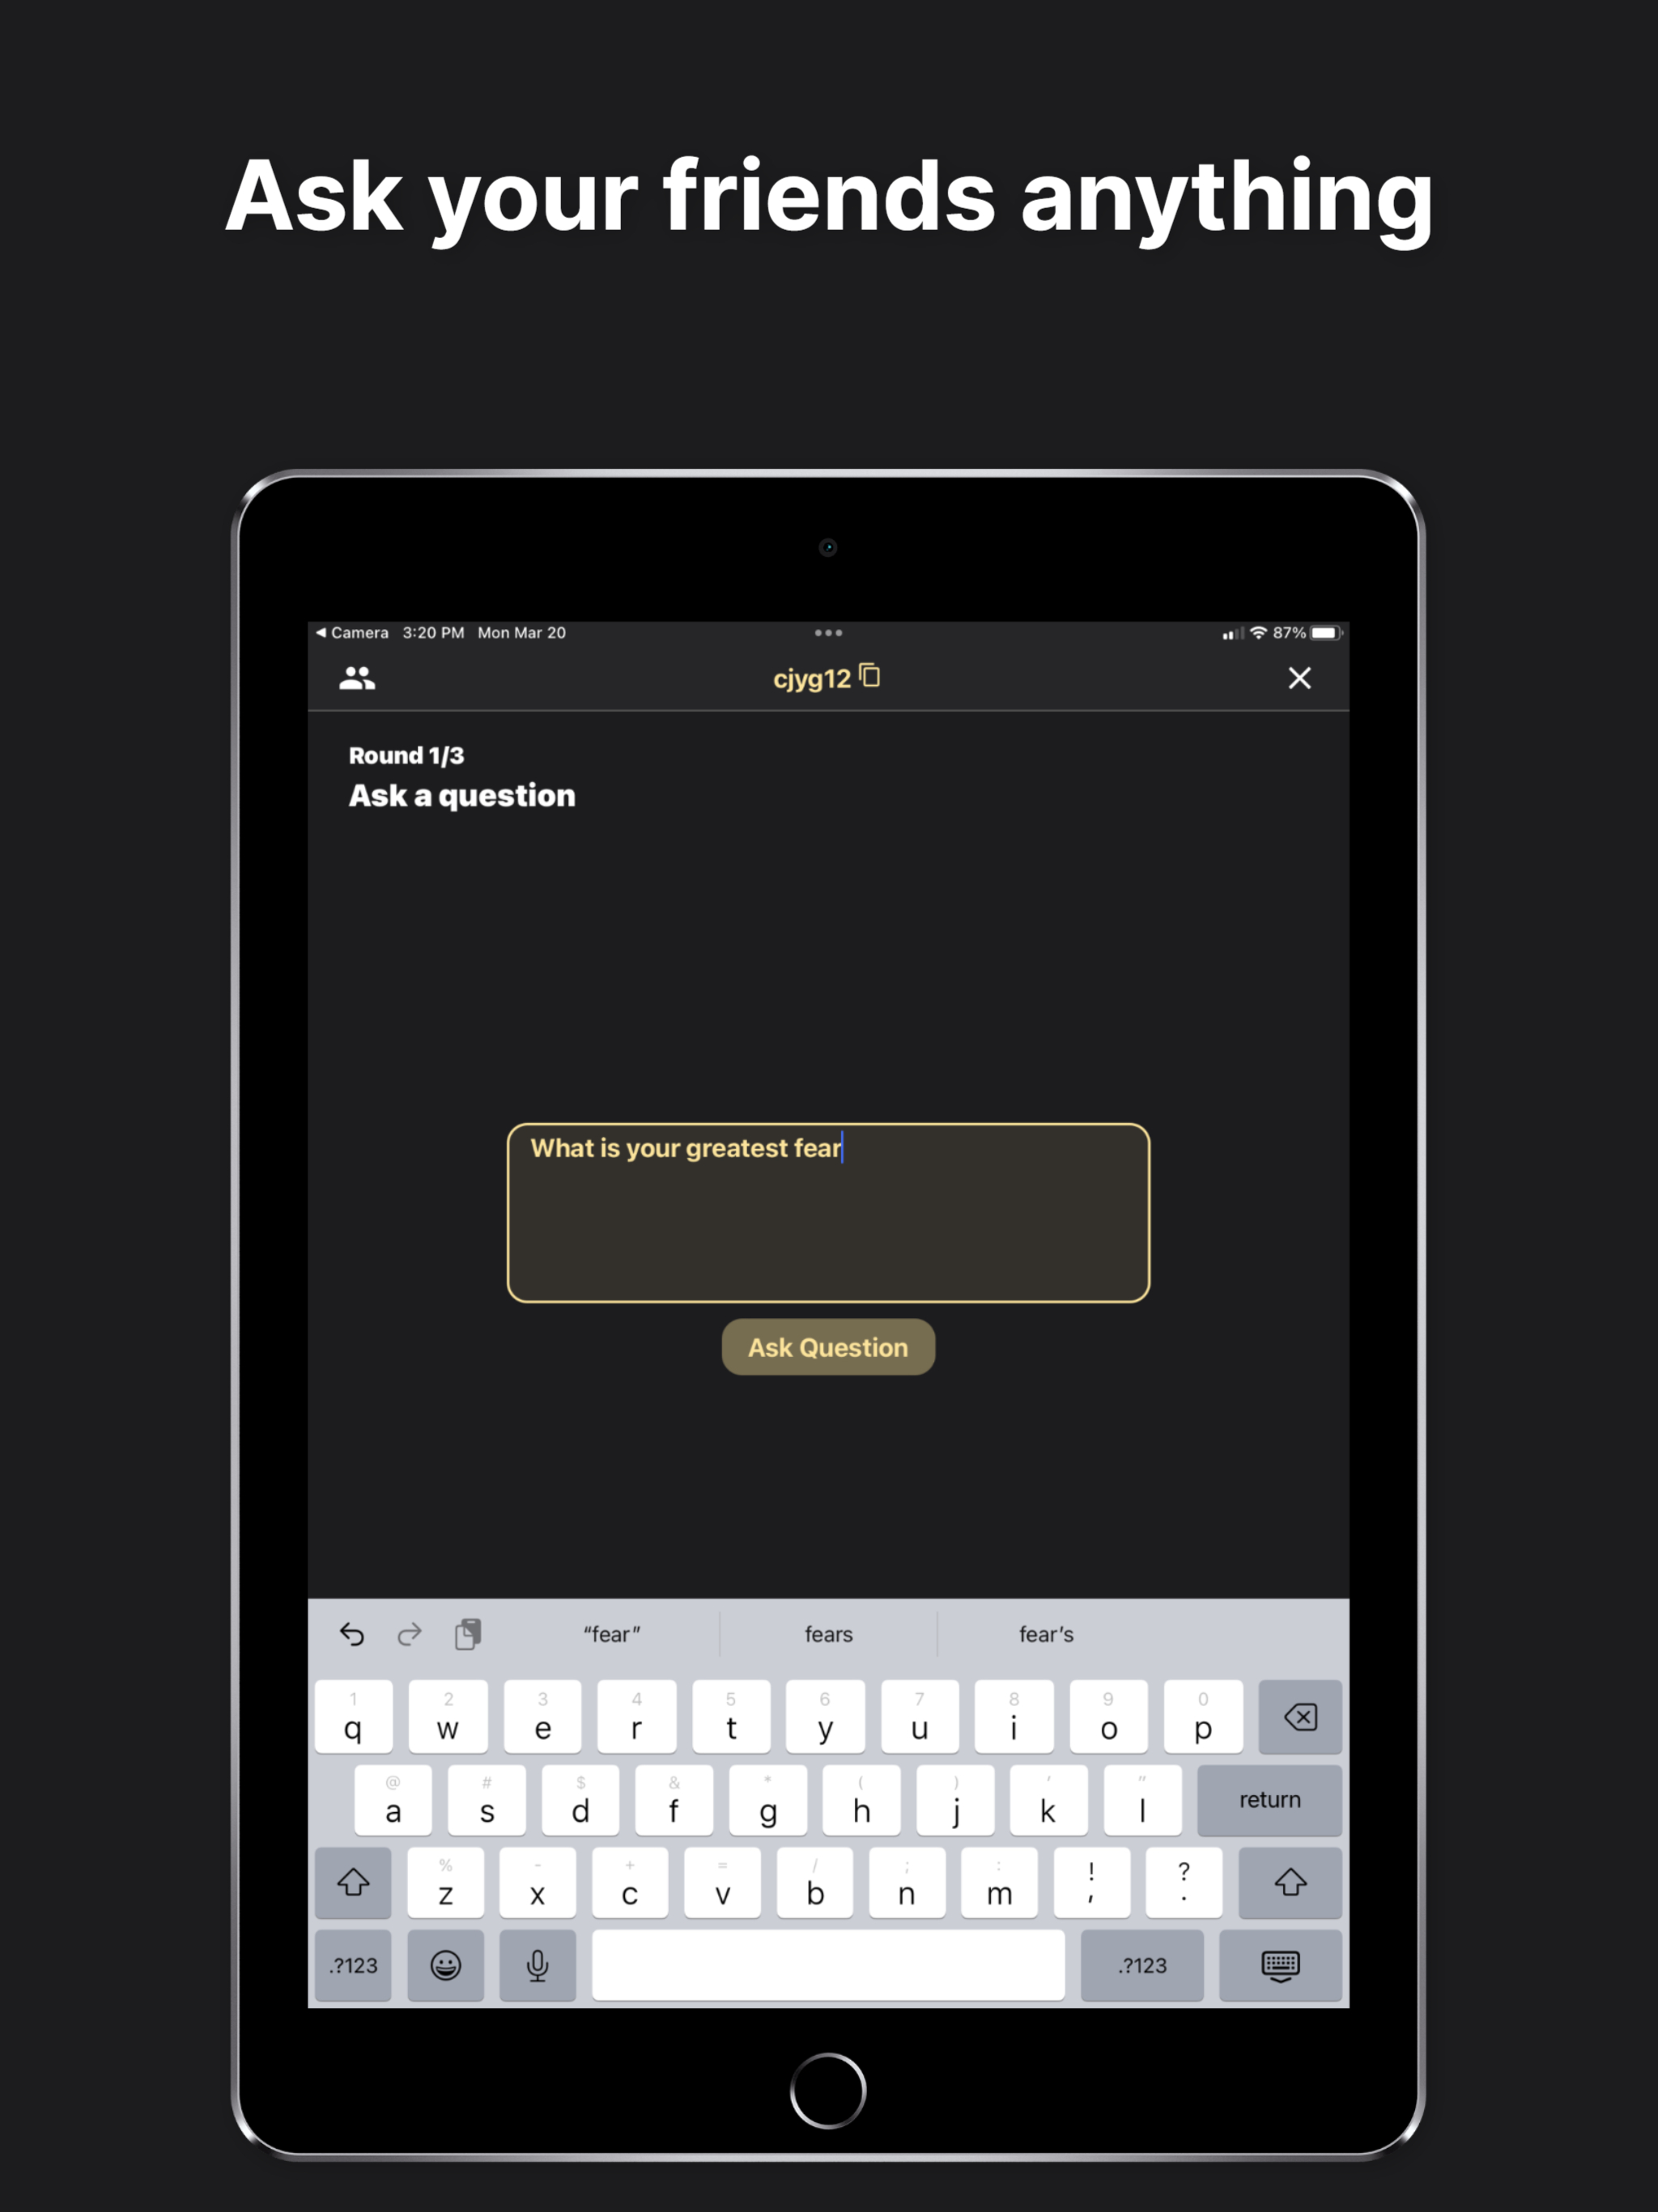 Ask your friends anything
Camera 3:20 PM Mon Mar 20
87%
cjyg12
Round 1/3
Ask a question
What is your greatest fear
Ask Question
“fear” fears fear’s
1 2 3 4 5 6 7 8 9 0
q w e r t y u i o p
@ # $ & * ( ) ' "
a s d f g h j k l return
% - + = / ; : ! ?
z x c v b n m , .
.?123 .?123